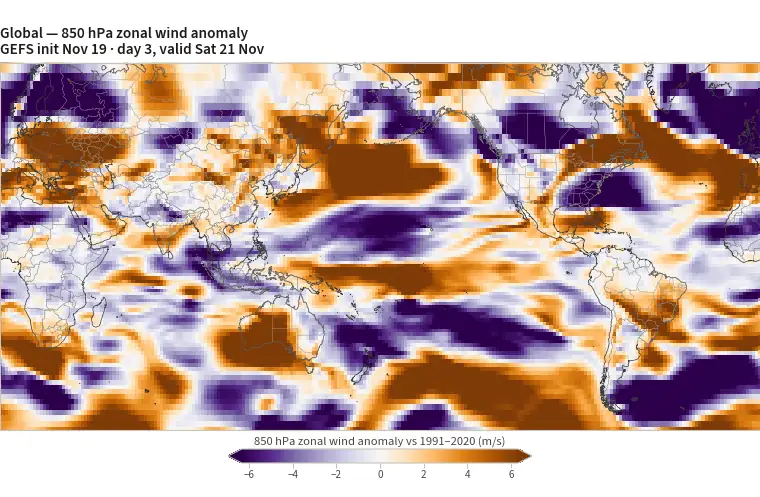 Global — 850 hPa zonal wind anomaly
GEFS init Nov 19 · day 3, valid Sat 21 Nov
850 hPa zonal wind anomaly vs 1991–2020 (m/s)
−6 −4 −2 0 2 4 6